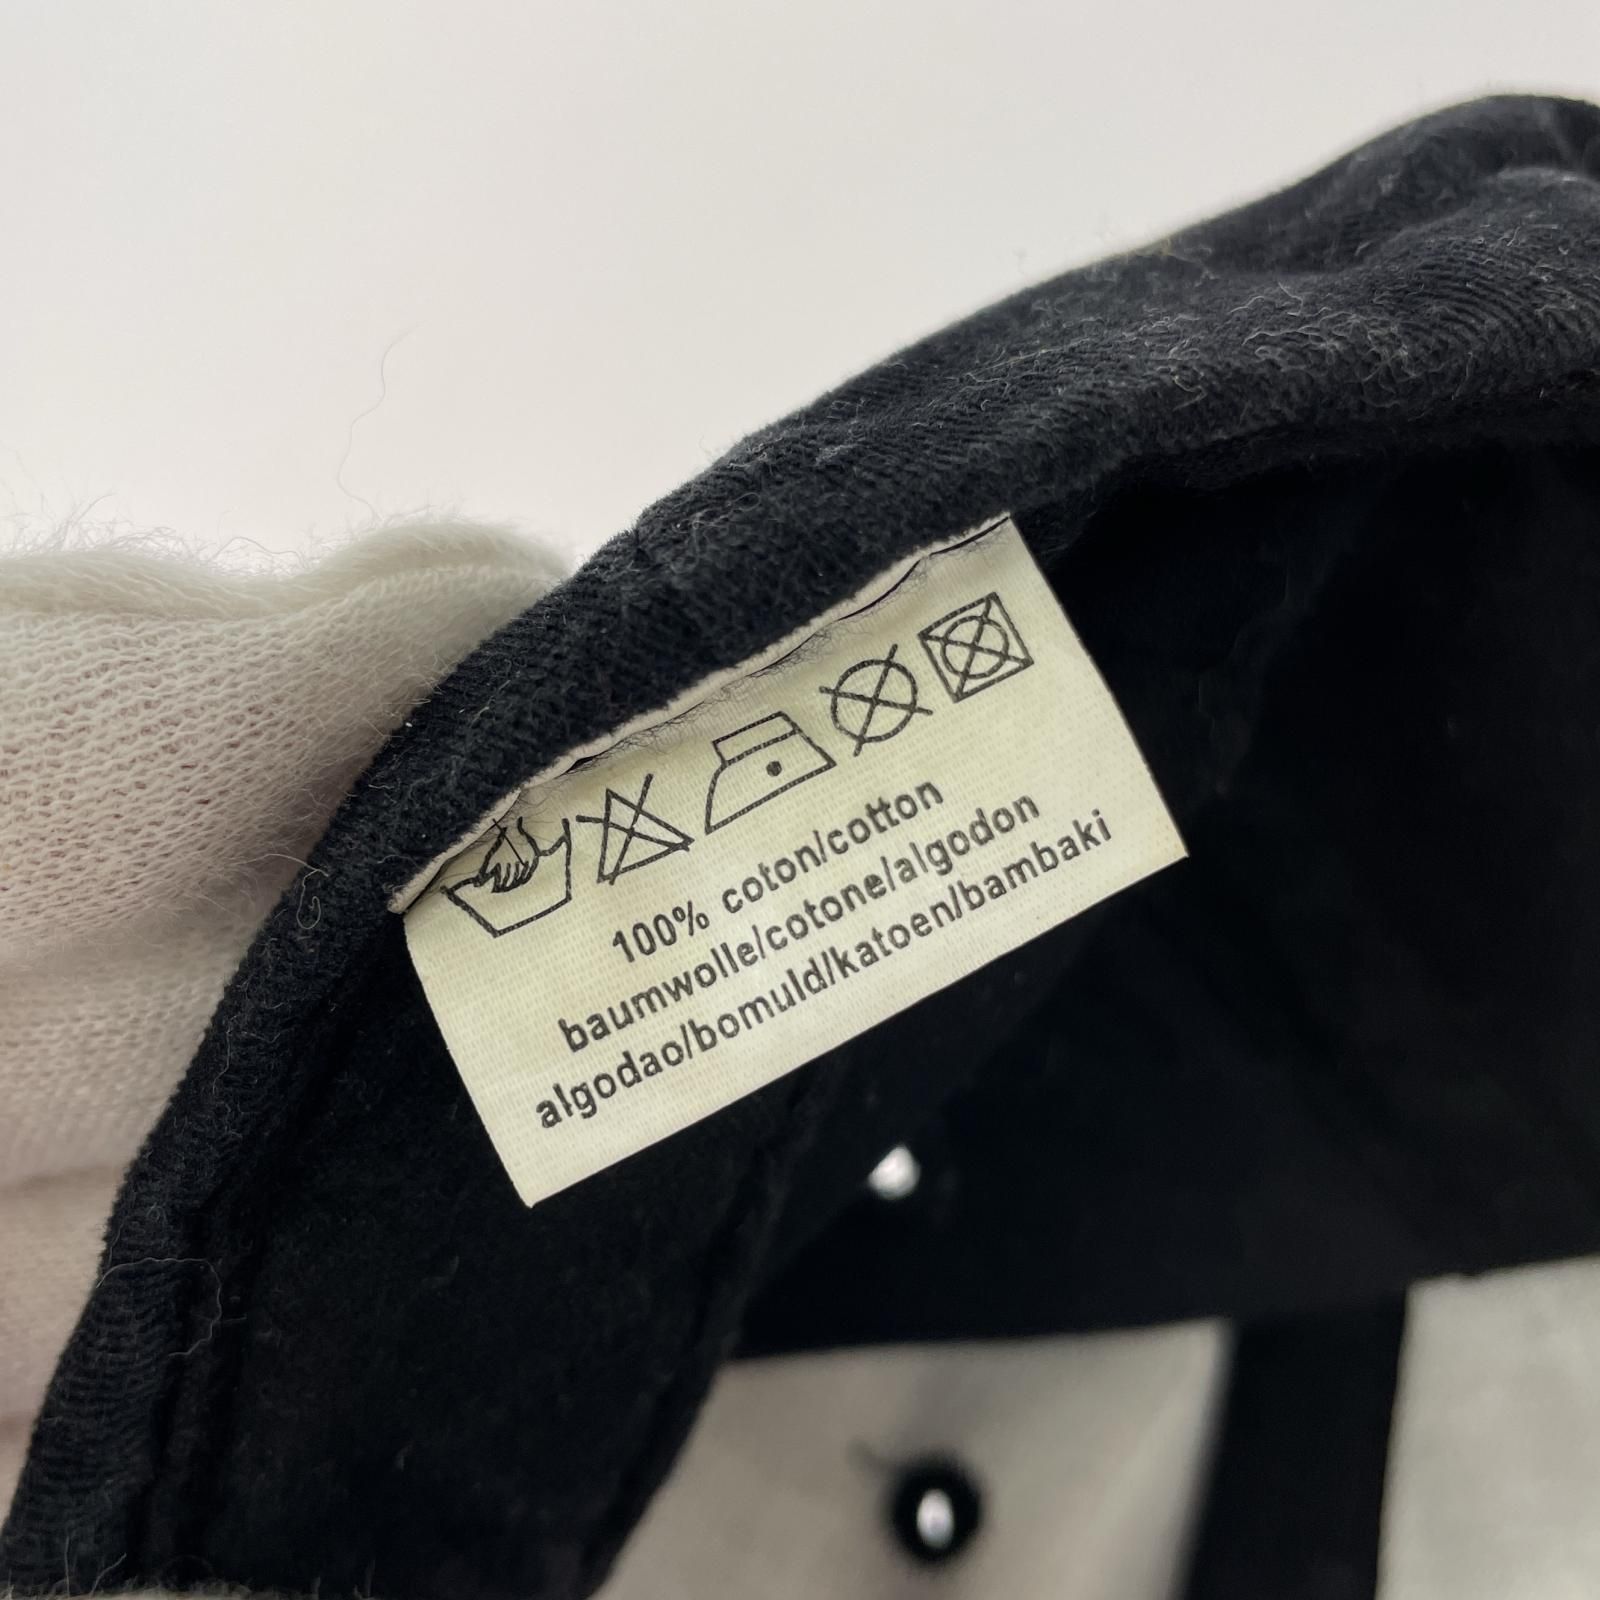 100% coton/cotton
baumwolle/cotone/algodon
algodao/bomuld/katoen/bambaki